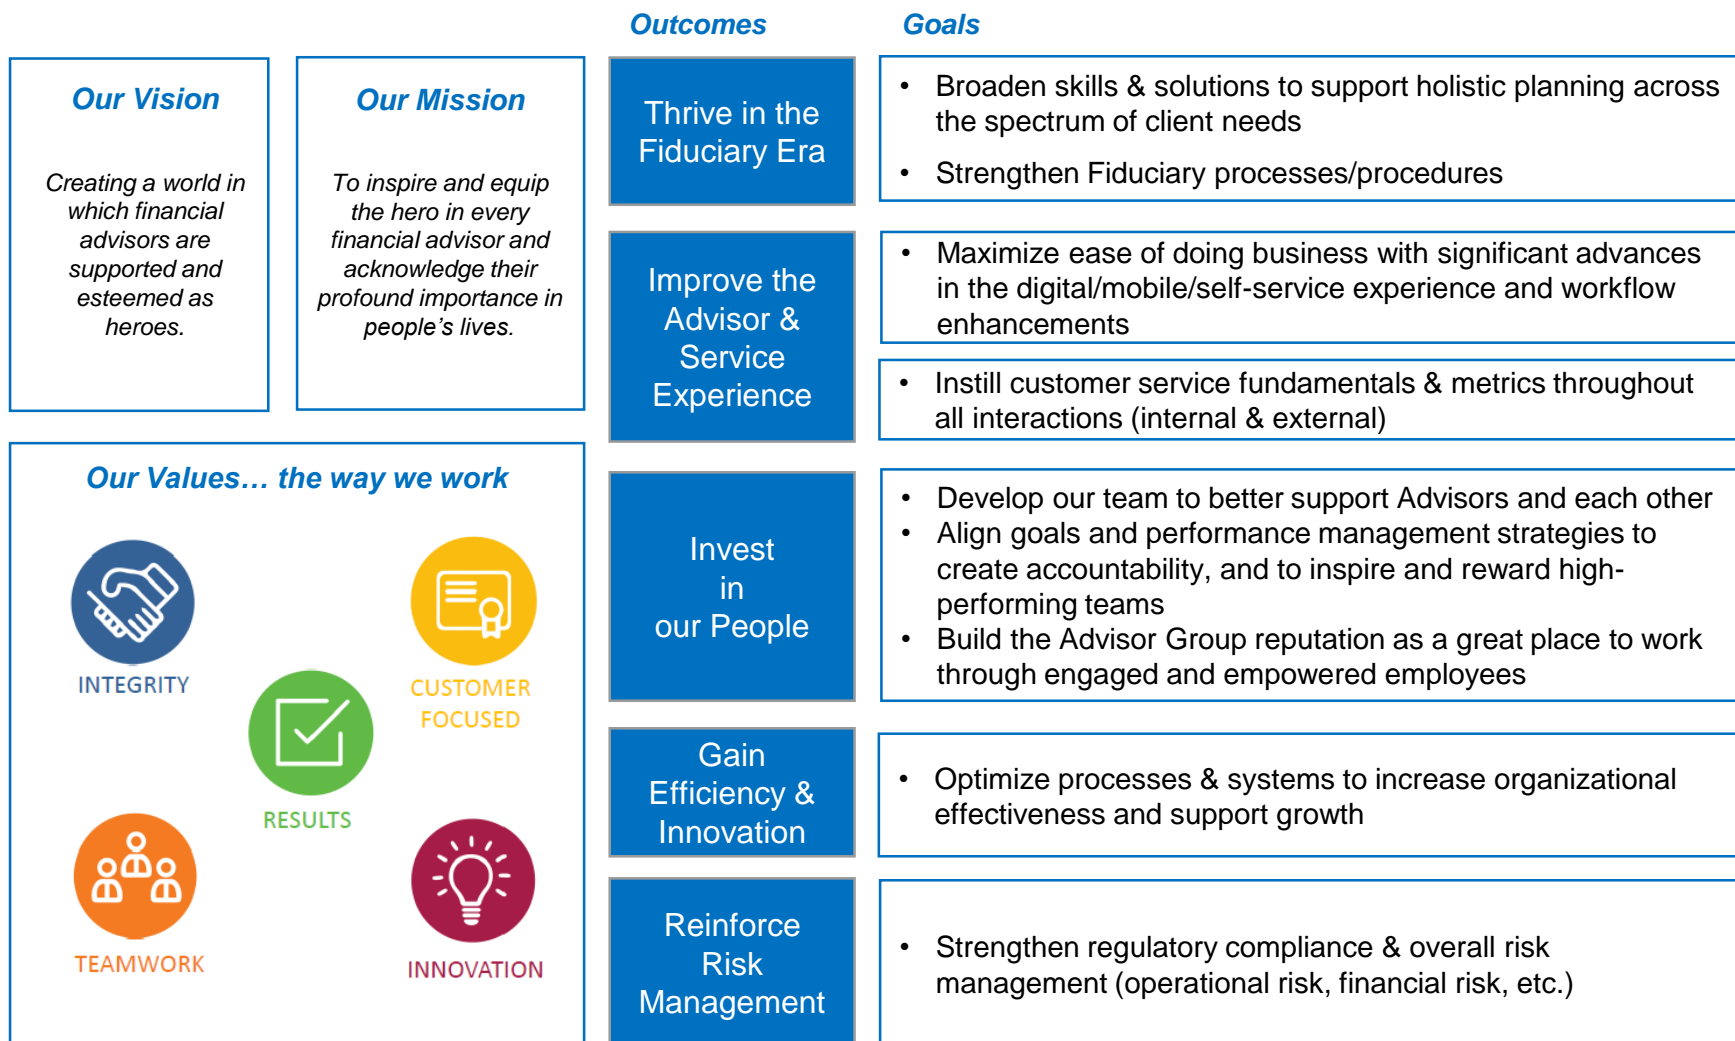 Outcomes
Goals
Our Vision
Creating a world in
which financial
advisors are
supported and
esteemed as
heroes.
Our Mission
To inspire and equip
the hero in every
financial advisor and
acknowledge their
profound importance in
people’s lives.
Our Values… the way we work
INTEGRITY
CUSTOMER
FOCUSED
RESULTS
TEAMWORK
INNOVATION
Thrive in the
Fiduciary Era
• Broaden skills & solutions to support holistic planning across
the spectrum of client needs
• Strengthen Fiduciary processes/procedures
Improve the
Advisor &
Service
Experience
• Maximize ease of doing business with significant advances
in the digital/mobile/self-service experience and workflow
enhancements
• Instill customer service fundamentals & metrics throughout
all interactions (internal & external)
Invest
in
our People
• Develop our team to better support Advisors and each other
• Align goals and performance management strategies to
create accountability, and to inspire and reward high-
performing teams
• Build the Advisor Group reputation as a great place to work
through engaged and empowered employees
Gain
Efficiency &
Innovation
• Optimize processes & systems to increase organizational
effectiveness and support growth
Reinforce
Risk
Management
• Strengthen regulatory compliance & overall risk
management (operational risk, financial risk, etc.)